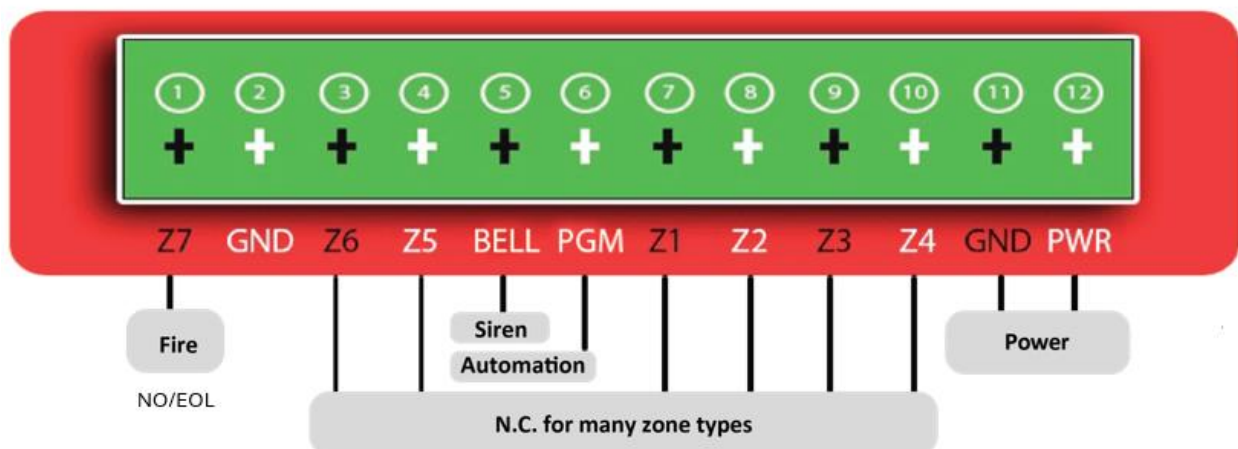 1 2 3 4 5 6 7 8 9 10 11 12
Z7 GND Z6 Z5 BELL PGM Z1 Z2 Z3 Z4 GND PWR
Fire
Siren
Power
Automation
NO/EOL
N.C. for many zone types